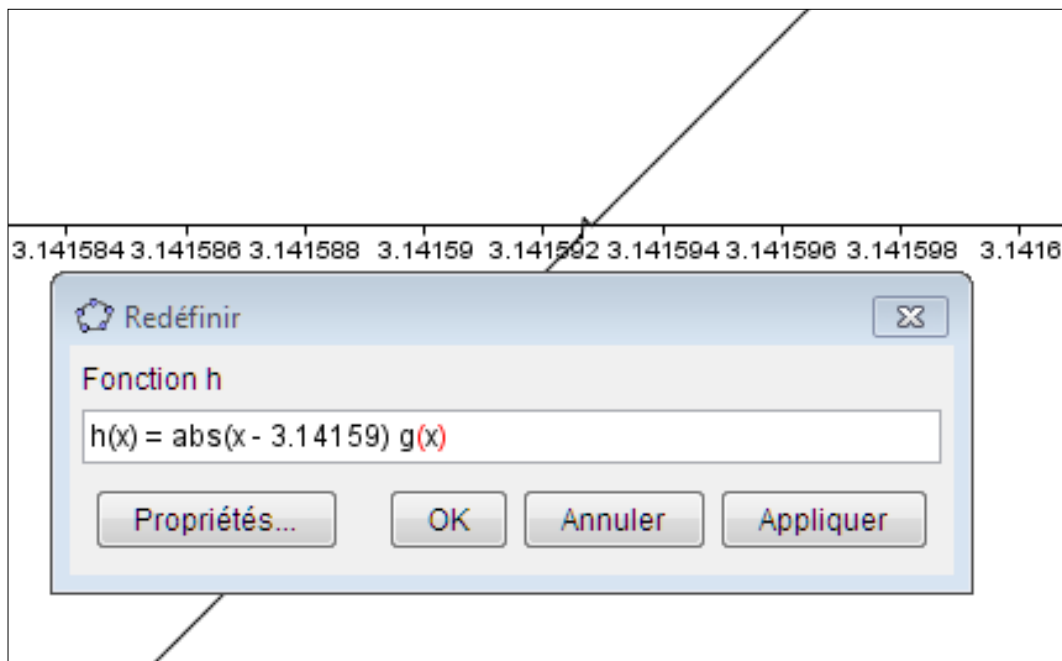 3.141584 3.141586 3.141588 3.14159 3.141592 3.141594 3.141596 3.141598 3.1416
Redéfinir
Fonction h
h(x) = abs(x - 3.14159) g(x)
Propriétés... OK Annuler Appliquer